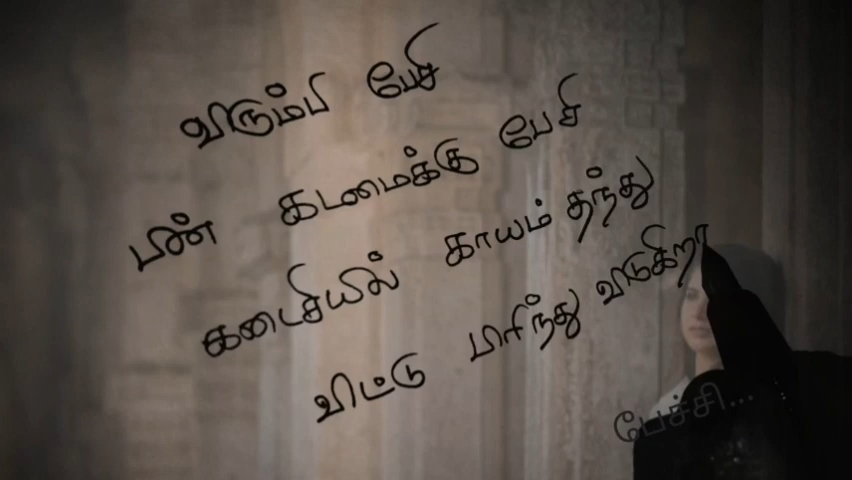 விரும்பி பேசி
பின் கடமைக்கு பேசி
கடைசியில் காயம் தந்து
விட்டு பிரிந்து விடுகிறா
பேச்சி...